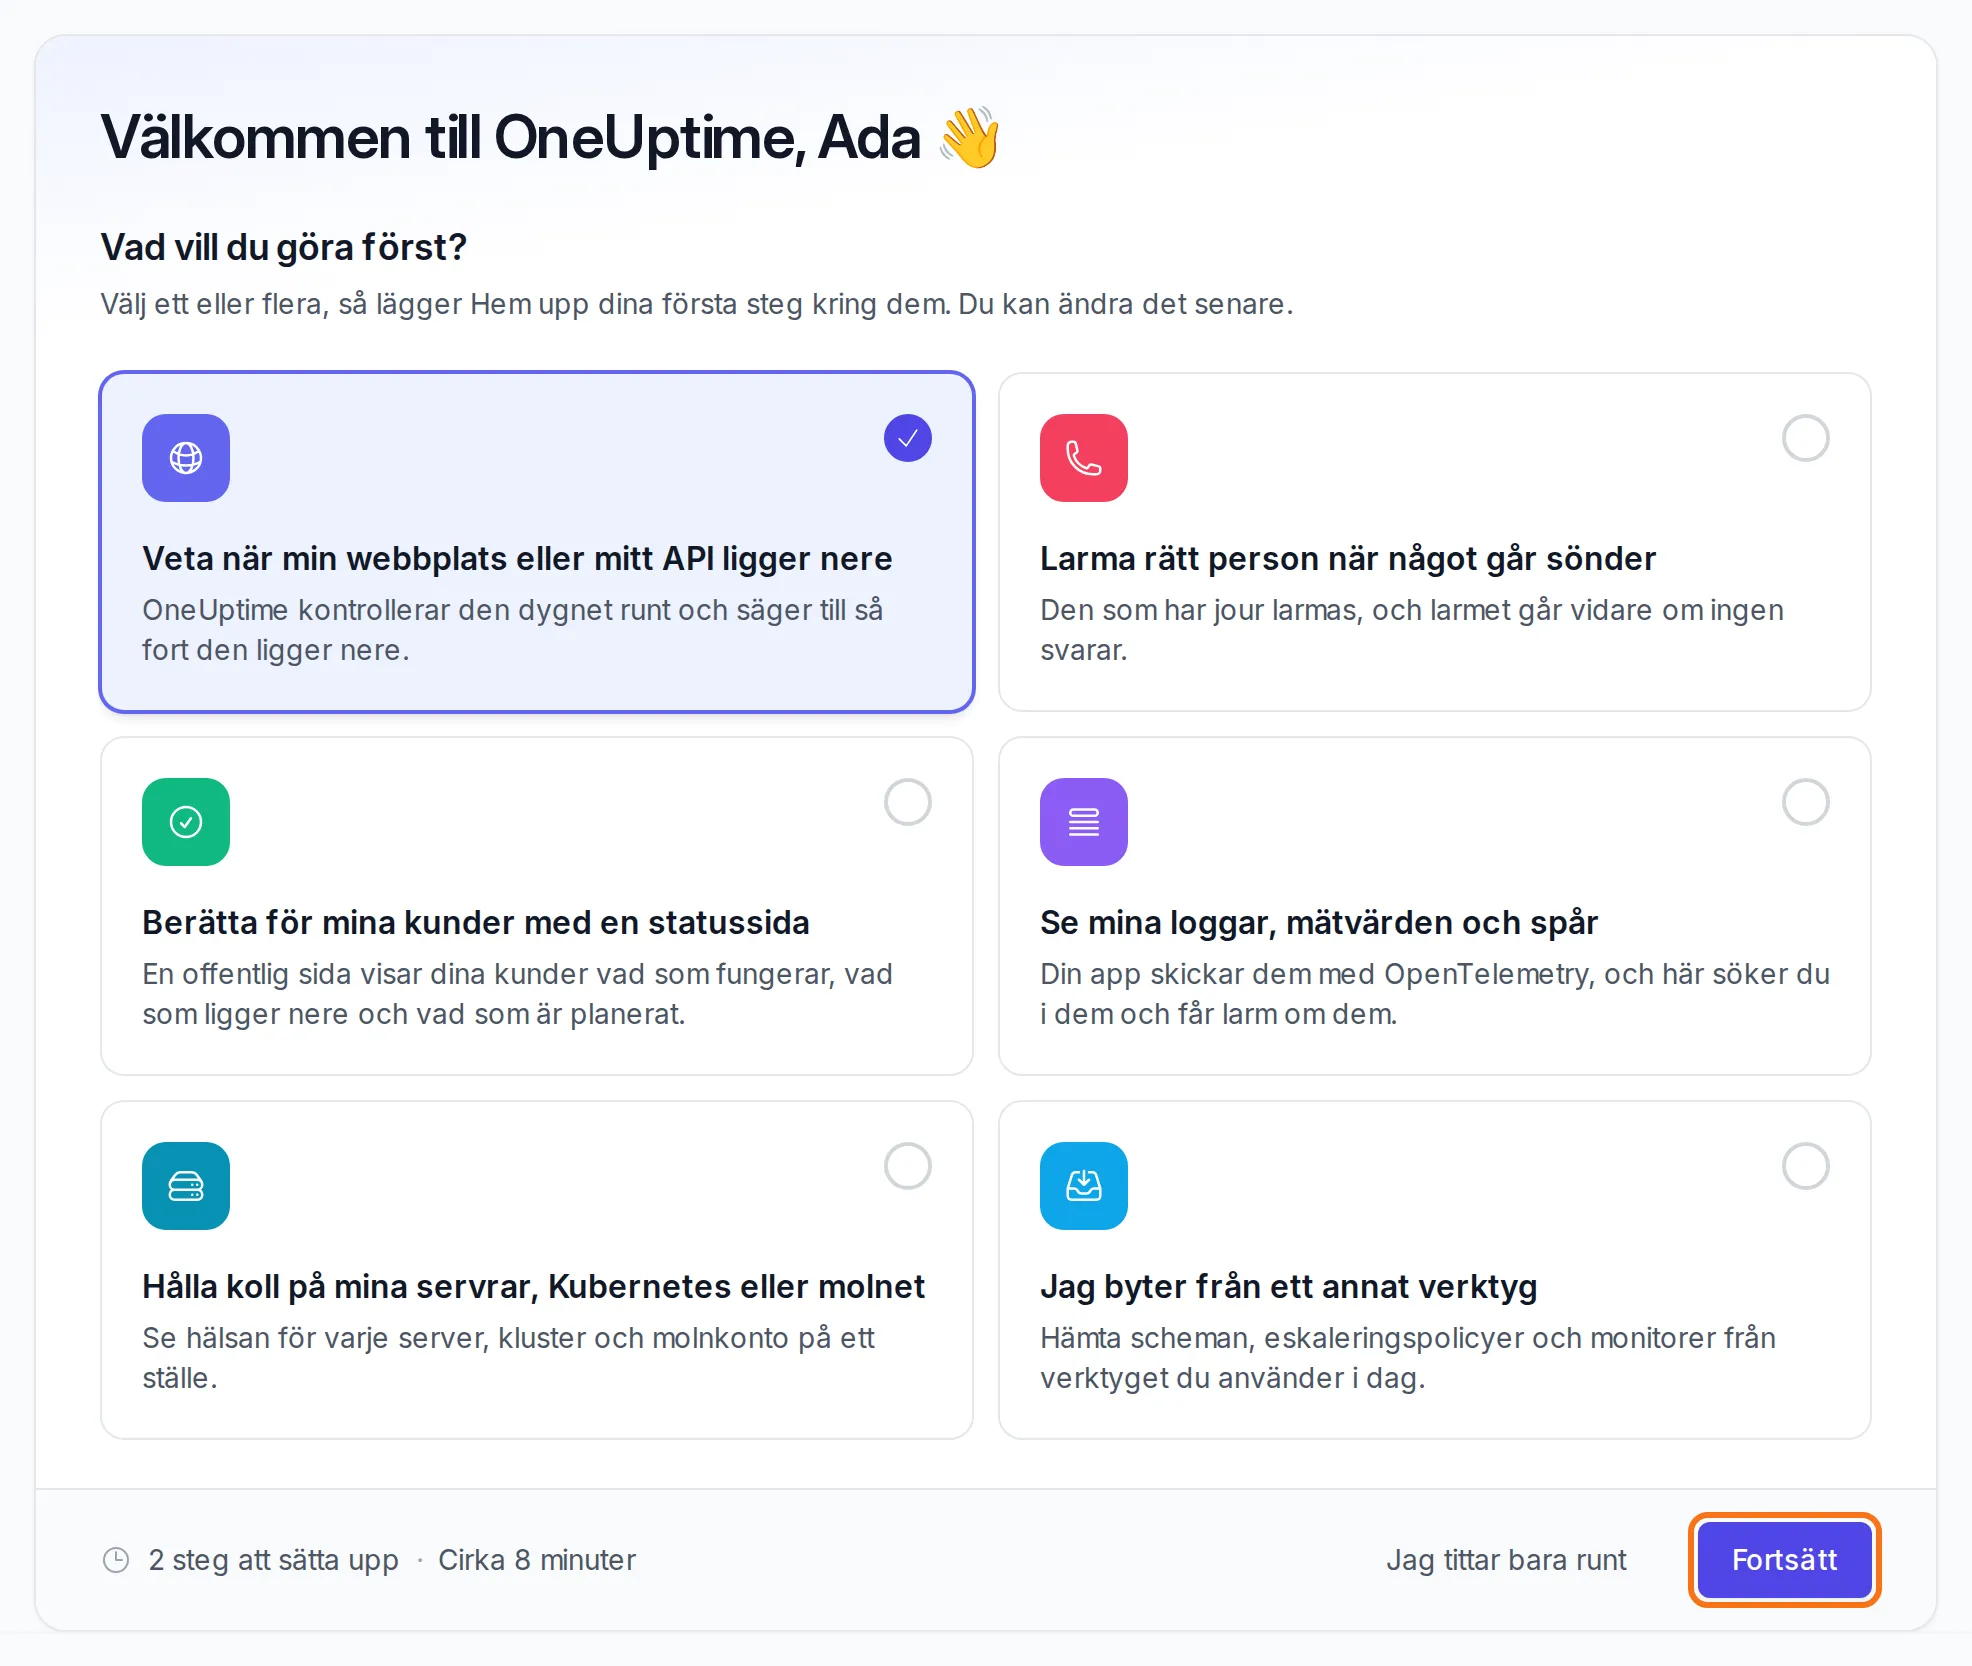 Välkommen till OneUptime, Ada 👋
Vad vill du göra först?
Välj ett eller flera, så lägger Hem upp dina första steg kring dem. Du kan ändra det senare.
Veta när min webbplats eller mitt API ligger nere
OneUptime kontrollerar den dygnet runt och säger till så
fort den ligger nere.
Larma rätt person när något går sönder
Den som har jour larmas, och larmet går vidare om ingen
svarar.
Berätta för mina kunder med en statussida
En offentlig sida visar dina kunder vad som fungerar, vad
som ligger nere och vad som är planerat.
Se mina loggar, mätvärden och spår
Din app skickar dem med OpenTelemetry, och här söker du
i dem och får larm om dem.
Hålla koll på mina servrar, Kubernetes eller molnet
Se hälsan för varje server, kluster och molnkonto på ett
ställe.
Jag byter från ett annat verktyg
Hämta scheman, eskaleringspolicyer och monitorer från
verktyget du använder i dag.
2 steg att sätta upp · Cirka 8 minuter
Jag tittar bara runt
Fortsätt